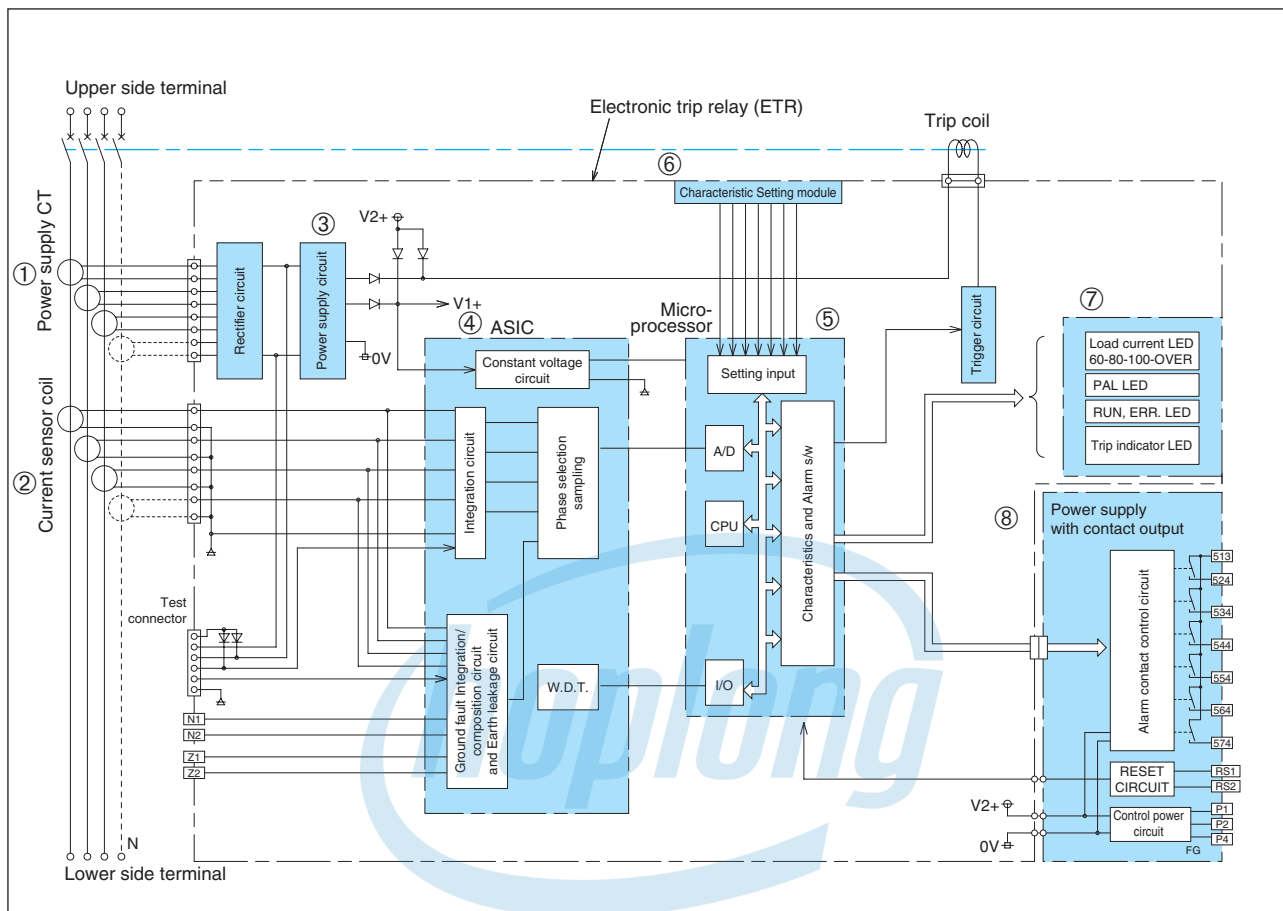 Upper side terminal
Electronic trip relay (ETR)
Trip coil
⑥
Characteristic Setting module
V2+
③
①
Power supply CT
Rectifier circuit
Power supply circuit
V1+
0V
④
ASIC
Constant voltage
circuit
Micro-
processor
⑤
Setting input
Trigger circuit
⑦
Load current LED
60-80-100-OVER
PAL LED
RUN, ERR. LED
Trip indicator LED
②
Current sensor coil
Integration circuit
Phase selection
sampling
A/D
CPU
I/O
Characteristics and Alarm s/w
⑧
Power supply
with contact output
Alarm contact control circuit
513
524
534
544
554
564
574
Test
connector
Ground fault Integration/
composition circuit
and Earth leakage circuit
W.D.T.
N1
N2
Z1
Z2
RESET
CIRCUIT
RS1
RS2
V2+
0V
Control power
circuit
P1
P2
P4
FG
N
Lower side terminal
Hoplong